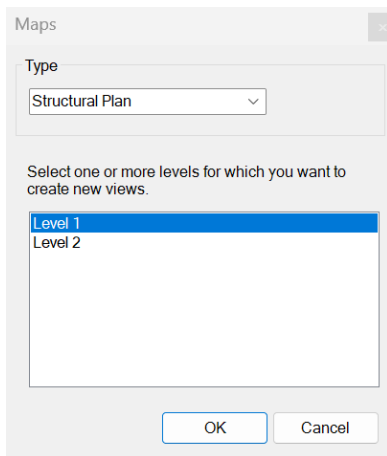 Maps
Type
Structural Plan
Select one or more levels for which you want to
create new views.
Level 1
Level 2
OK
Cancel